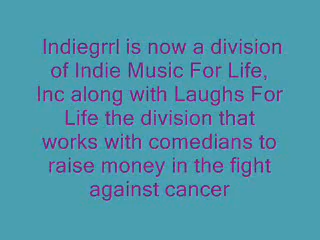 Indiegrrl is now a division
of Indie Music For Life,
Inc along with Laughs For
Life the division that
works with comedians to
raise money in the fight
against cancer